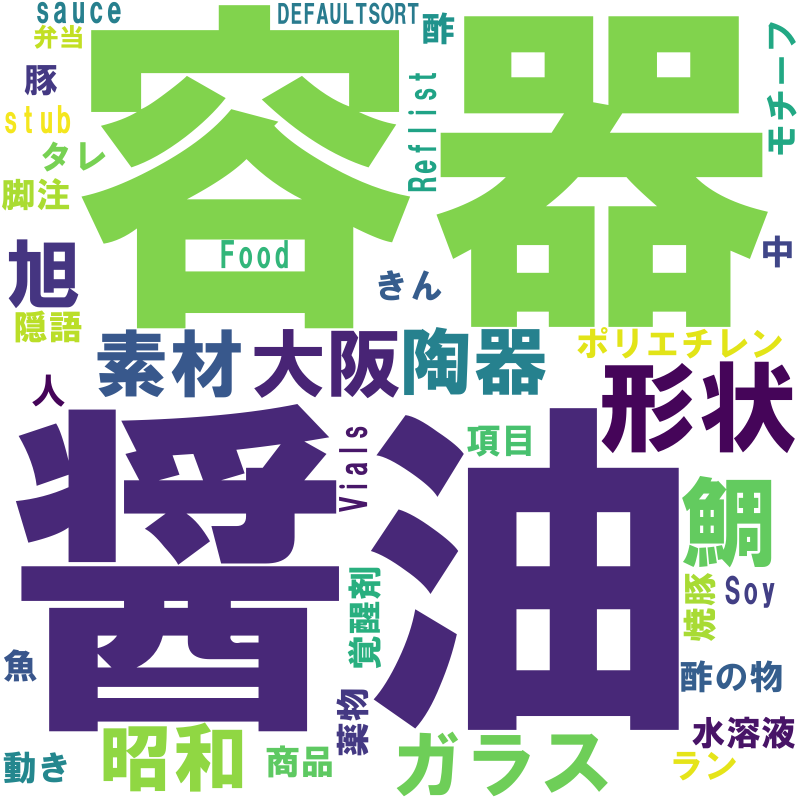 sauce
DEFAULTSORT
弁当
酢
容器
モチーフ
豚
Reflist
stub
タレ
脚注
Food
中
旭
きん
隠語
素材
大阪
陶器
ポリエチレン
人
形状
醤油
Vials
項目
鯛
覚醒剤
焼豚
Soy
魚
酢の物
薬物
昭和
水溶液
動き
商品
ガラス
ラン